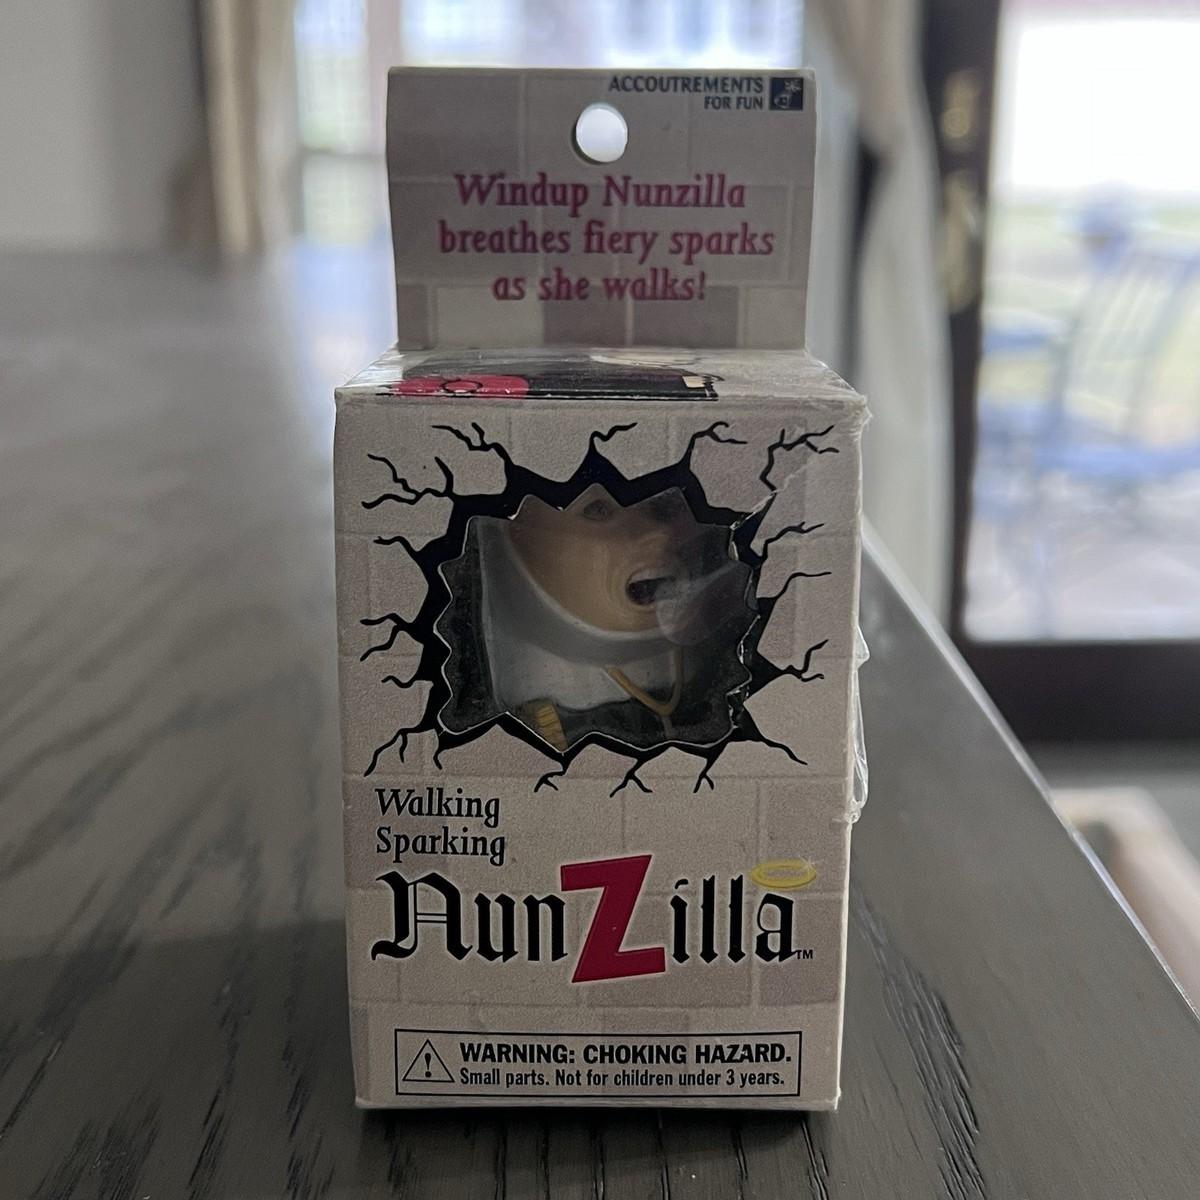 ACCOUTREMENTS
FOR FUN
Windup Nunzilla
breathes fiery sparks
as she walks!
Walking
Sparking
NunZilla™
WARNING: CHOKING HAZARD.
Small parts. Not for children under 3 years.